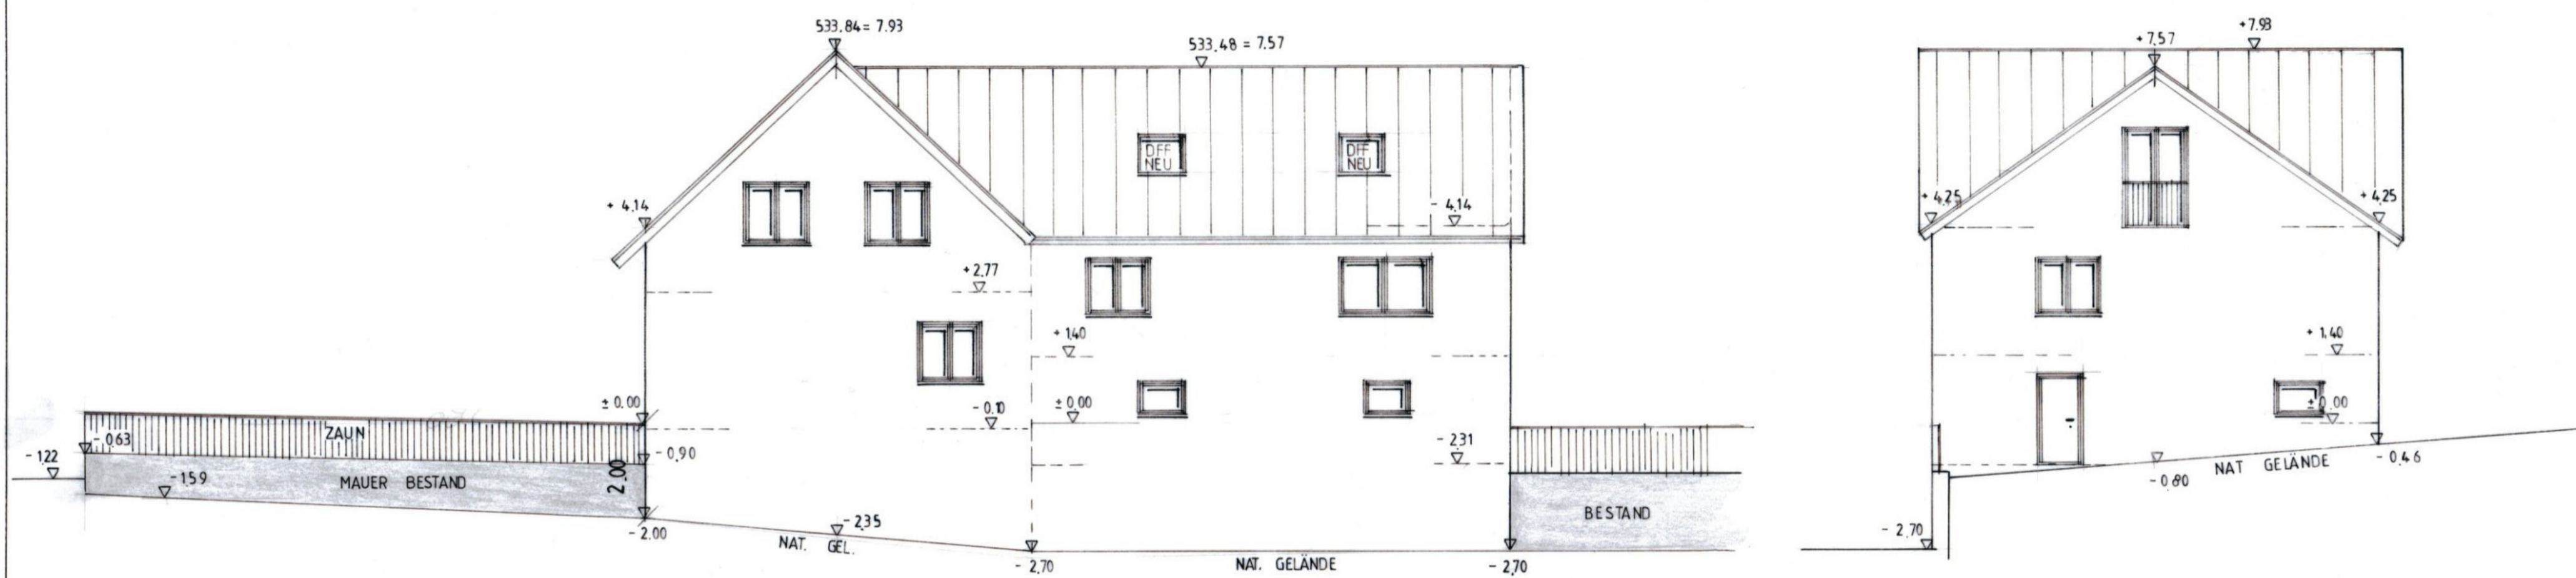 533.84 = 7.93
533.48 = 7.57
+ 7.57
+7.93
DFF
NEU
DFF
NEU
+ 4.14
- 4.14
+ 4.25
+ 4.25
+2.77
+ 1.40
+ 1.40
± 0.00
- 0.10
± 0.00
± 0.00
ZAUN
- 0.63
- 0.90
- 2.31
- 1.22
- 1.59
MAUER BESTAND
2.00
BESTAND
NAT GELÄNDE
- 0.46
- 0.80
- 2.00
- 2.35
NAT. GEL.
- 2.70
NAT. GELÄNDE
- 2.70
- 2.70